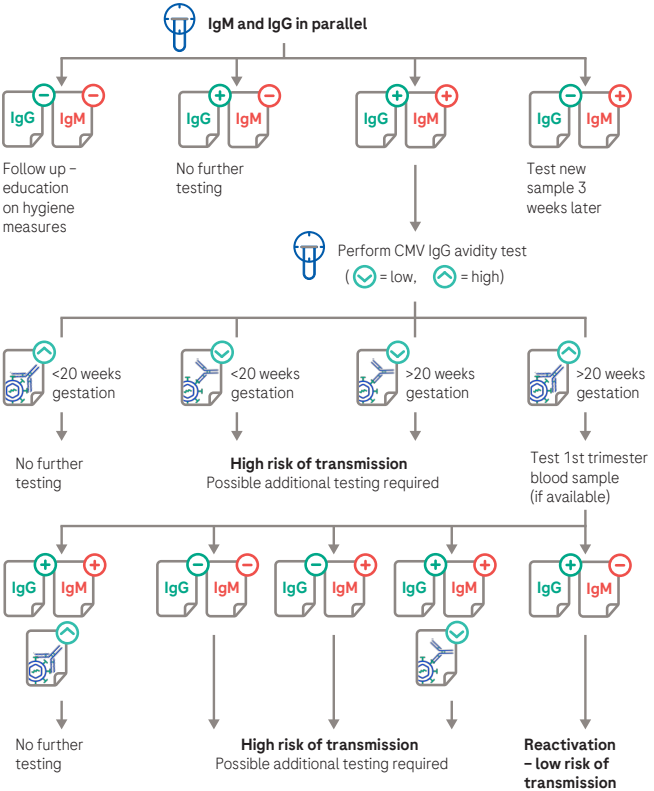 IgM and IgG in parallel
IgG IgM IgG IgM IgG IgM IgG IgM
Follow up –
education
on hygiene
measures
No further
testing
Test new
sample 3
weeks later
Perform CMV IgG avidity test
( = low, = high)
<20 weeks
gestation
<20 weeks
gestation
>20 weeks
gestation
>20 weeks
gestation
No further
testing
High risk of transmission
Possible additional testing required
Test 1st trimester
blood sample
(if available)
IgG IgM IgG IgM IgG IgM IgG IgM IgG IgM
No further
testing
High risk of transmission
Possible additional testing required
Reactivation
– low risk of
transmission